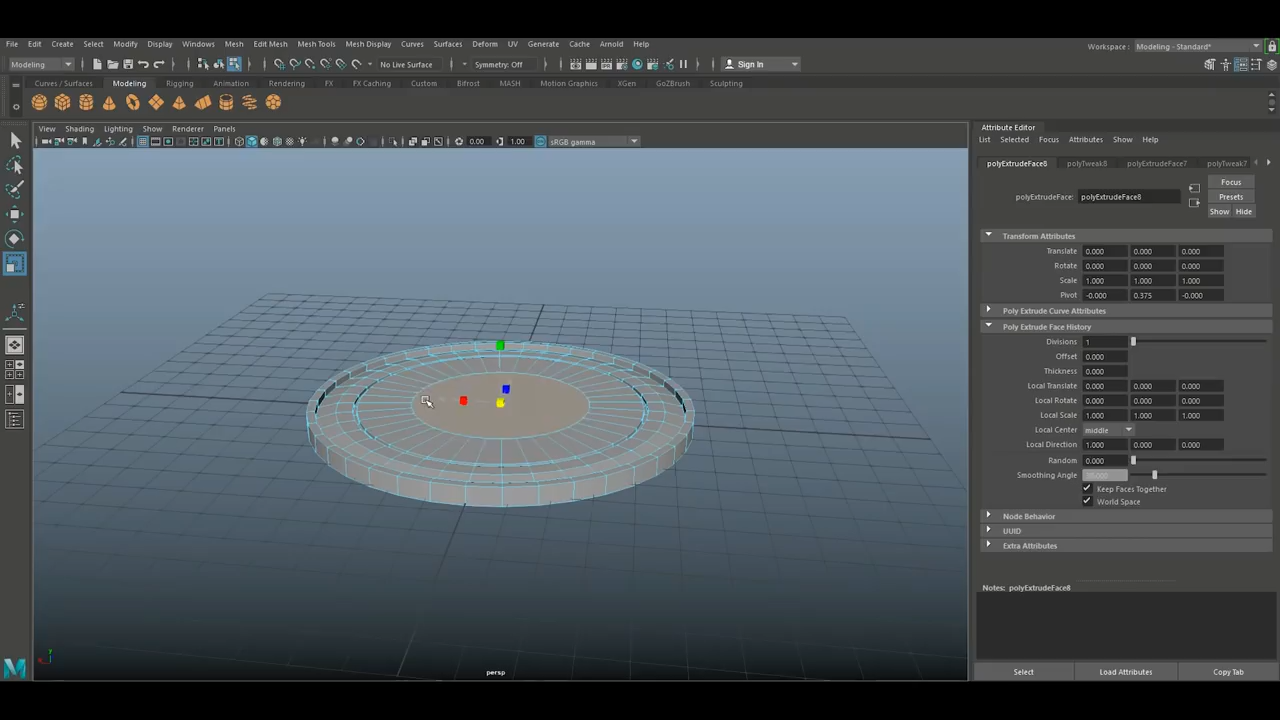 File Edit Create Select Modify Display Windows Mesh Edit Mesh Mesh Tools Mesh Display Curves Surfaces Deform UV Generate Cache Arnold Help Workspace : Modeling - Standard*
Modeling No Live Surface Symmetry: Off Sign In
Curves / Surfaces Modeling Rigging Animation Rendering FX FX Caching Custom Bifrost MASH Motion Graphics XGen GoZBrush Sculpting
View Shading Lighting Show Renderer Panels
0.00 1.00 sRGB gamma
persp
Attribute Editor
List Selected Focus Attributes Show Help
polyExtrudeFace8 polyTweak8 polyExtrudeFace7 polyTweak7
Focus
polyExtrudeFace: polyExtrudeFace8 Presets
Show Hide
Transform Attributes
Translate 0.000 0.000 0.000
Rotate 0.000 0.000 0.000
Scale 1.000 1.000 1.000
Pivot -0.000 0.375 -0.000
Poly Extrude Curve Attributes
Poly Extrude Face History
Divisions 1
Offset 0.000
Thickness 0.000
Local Translate 0.000 0.000 0.000
Local Rotate 0.000 0.000 0.000
Local Scale 1.000 1.000 1.000
Local Center middle
Local Direction 1.000 0.000 0.000
Random 0.000
Smoothing Angle
Keep Faces Together
World Space
Node Behavior
UUID
Extra Attributes
Notes: polyExtrudeFace8
Select Load Attributes Copy Tab